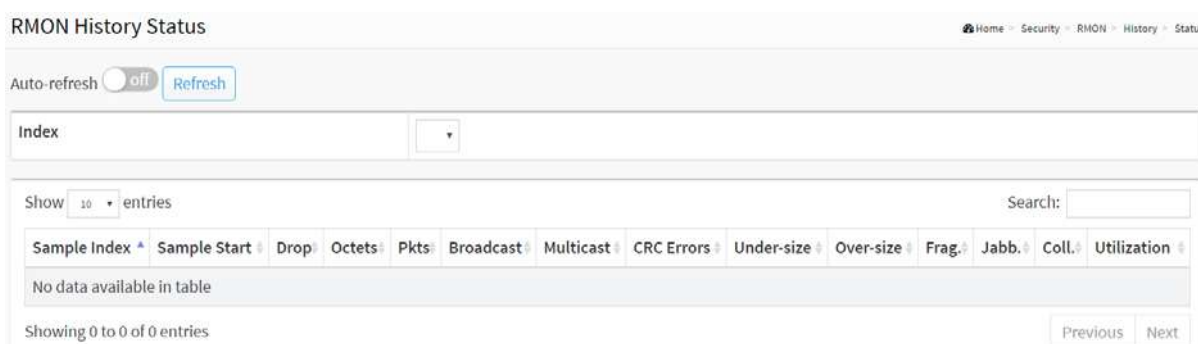 RMON History Status
Home > Security > RMON > History > Statu
Auto-refresh off Refresh
Index
Show 10 entries
Search:
Sample Index Sample Start Drop Octets Pkts Broadcast Multicast CRC Errors Under-size Over-size Frag. Jabb. Coll. Utilization
No data available in table
Showing 0 to 0 of 0 entries
Previous Next